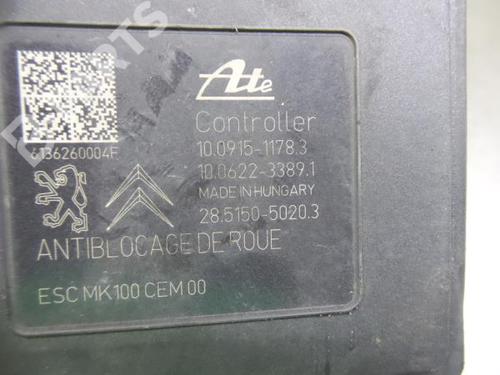 Ate
Controller
10.0915-1178.3
10.0622-3389.1
MADE IN HUNGARY
28.5150-5020.3
6136260004F
ANTIBLOCAGE DE ROUE
ESC MK100 CEM 00